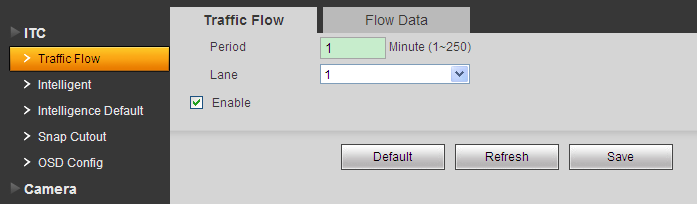 ITC
Traffic Flow
Intelligent
Intelligence Default
Snap Cutout
OSD Config
Camera
Traffic Flow Flow Data
Period 1 Minute (1~250)
Lane 1
Enable
Default Refresh Save